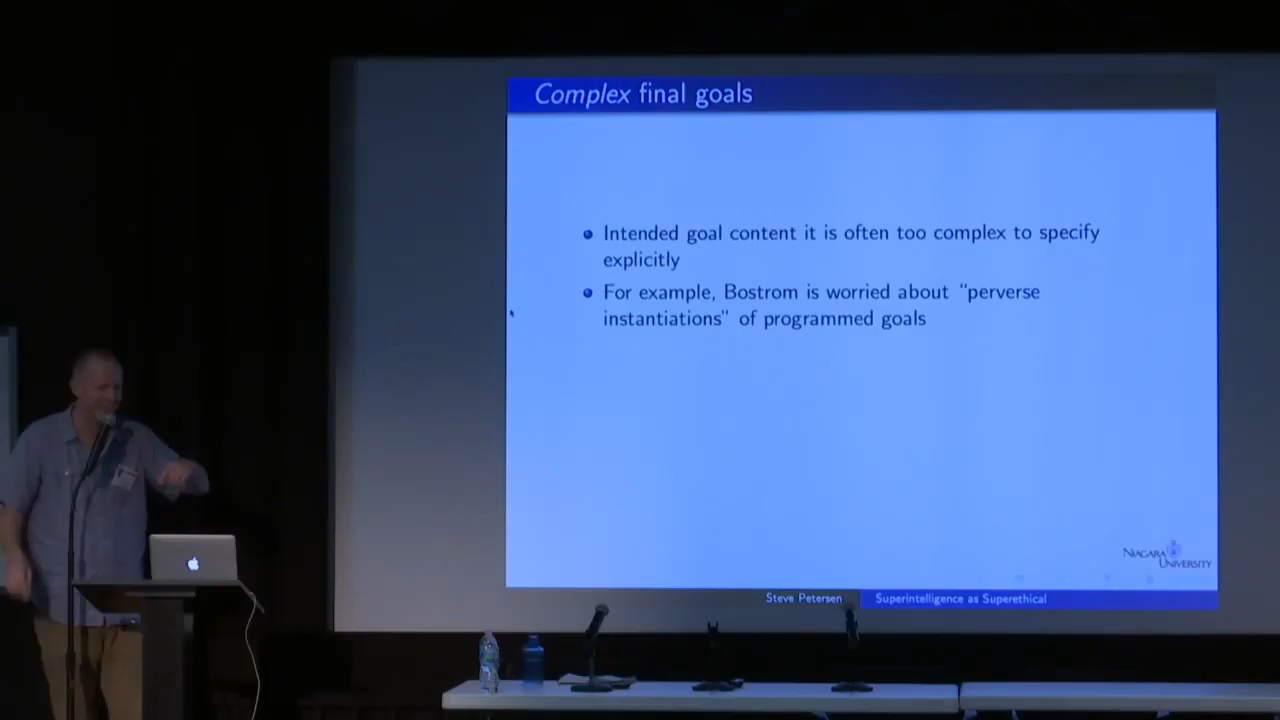 Complex final goals
Intended goal content it is often too complex to specify
explicitly
For example, Bostrom is worried about “perverse
instantiations” of programmed goals
NIAGARA
UNIVERSITY
Steve Petersen
Superintelligence as Superethical